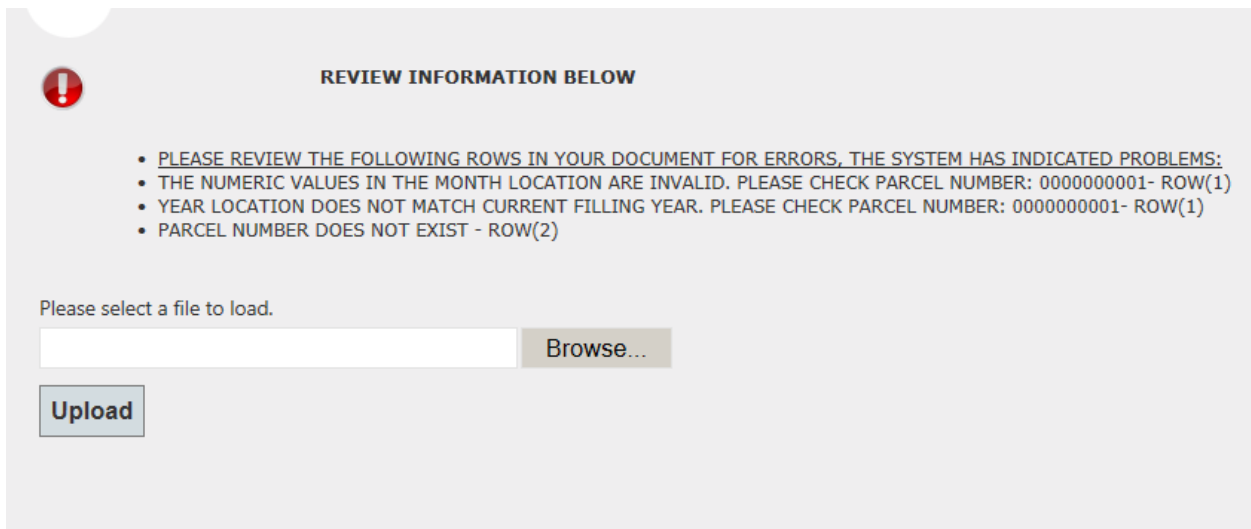 REVIEW INFORMATION BELOW
• PLEASE REVIEW THE FOLLOWING ROWS IN YOUR DOCUMENT FOR ERRORS, THE SYSTEM HAS INDICATED PROBLEMS:
• THE NUMERIC VALUES IN THE MONTH LOCATION ARE INVALID. PLEASE CHECK PARCEL NUMBER: 0000000001- ROW(1)
• YEAR LOCATION DOES NOT MATCH CURRENT FILLING YEAR. PLEASE CHECK PARCEL NUMBER: 0000000001- ROW(1)
• PARCEL NUMBER DOES NOT EXIST - ROW(2)
Please select a file to load.
Browse...
Upload